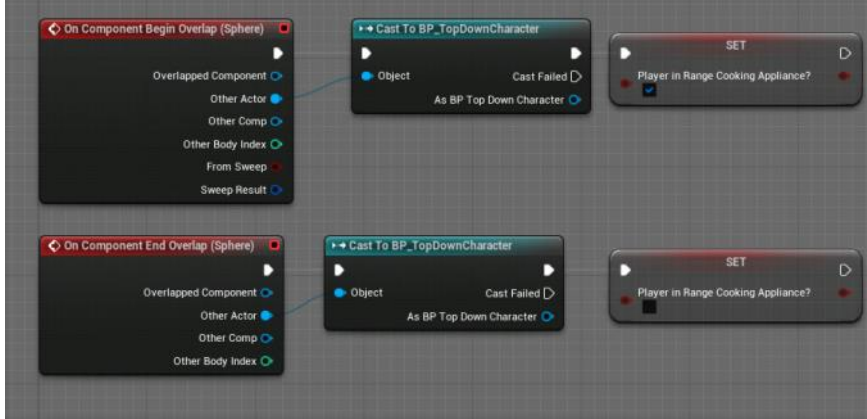 On Component Begin Overlap (Sphere)
Overlapped Component
Other Actor
Other Comp
Other Body Index
From Sweep
Sweep Result
Cast To BP_TopDownCharacter
Object
Cast Failed
As BP Top Down Character
SET
Player in Range Cooking Appliance?
On Component End Overlap (Sphere)
Overlapped Component
Other Actor
Other Comp
Other Body Index
Cast To BP_TopDownCharacter
Object
Cast Failed
As BP Top Down Character
SET
Player in Range Cooking Appliance?